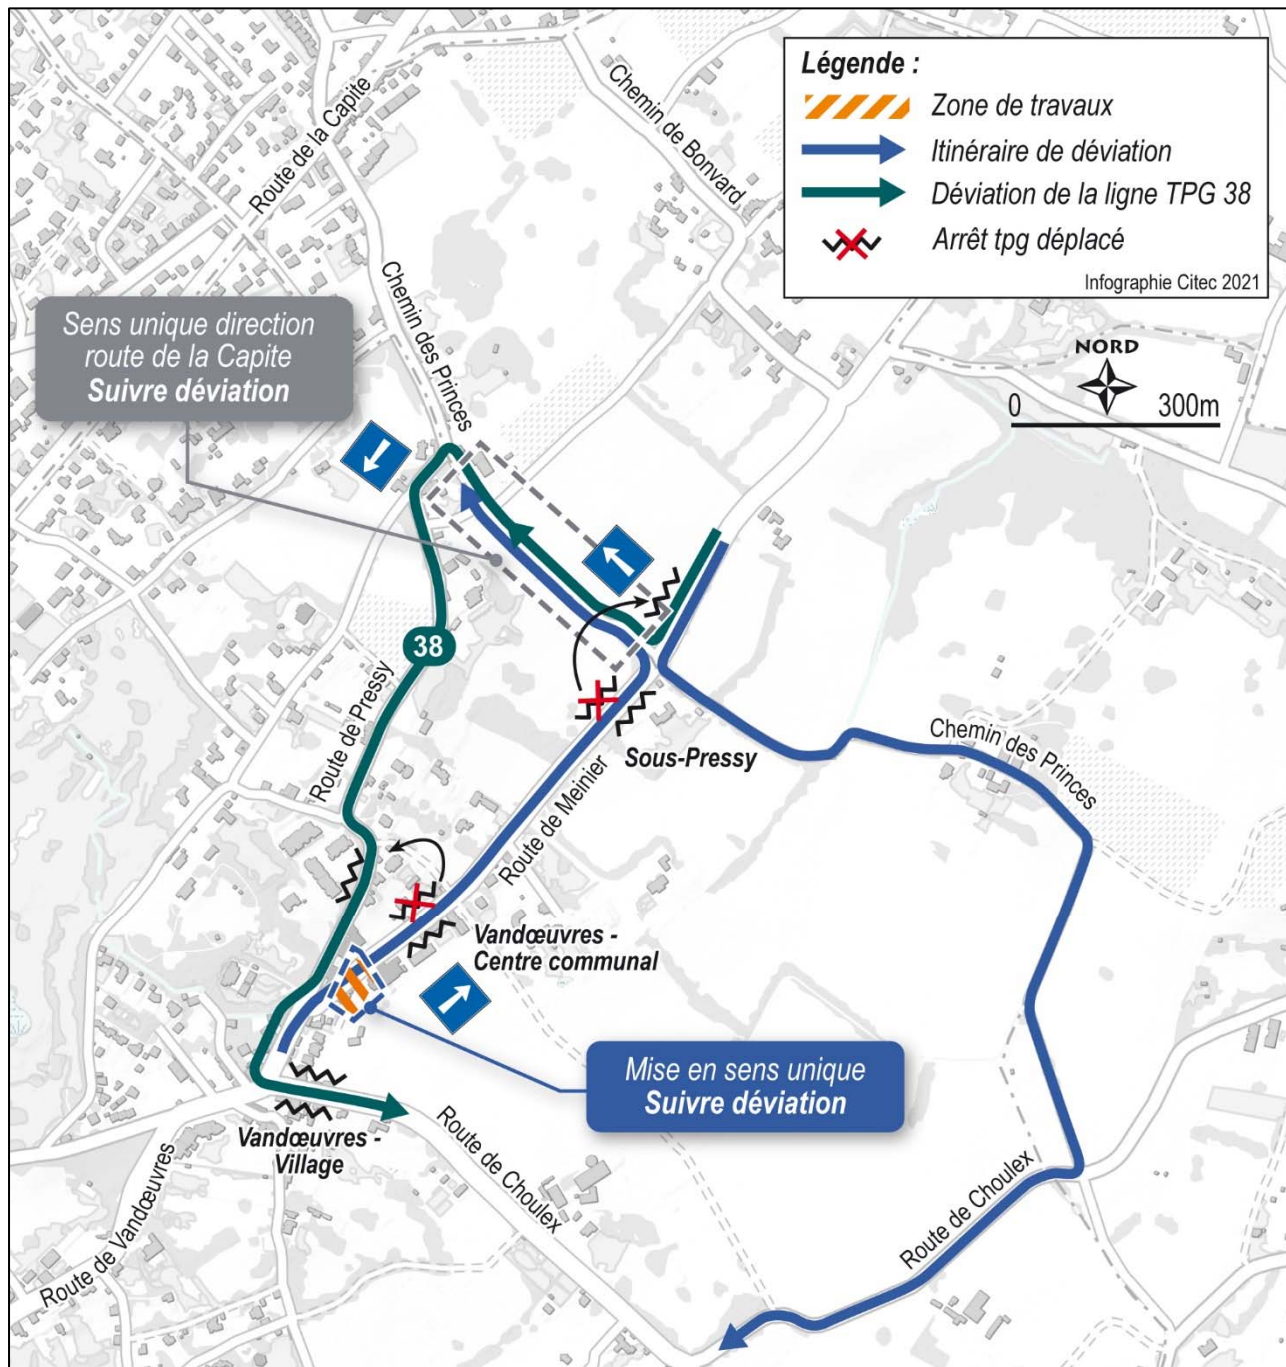 Légende :
Zone de travaux
Itinéraire de déviation
Déviation de la ligne TPG 38
Arrêt tpg déplacé
Infographie Citec 2021
NORD
0 300m
Route de la Capite
Chemin de Bonvard
Chemin des Princes
Sens unique direction
route de la Capite
Suivre déviation
38
Route de Pressy
Sous-Pressy
Route de Meinier
Chemin des Princes
Vandœuvres -
Centre communal
Mise en sens unique
Suivre déviation
Vandœuvres -
Village
Route de Choulex
Route de Vandœuvres
Route de Choulex